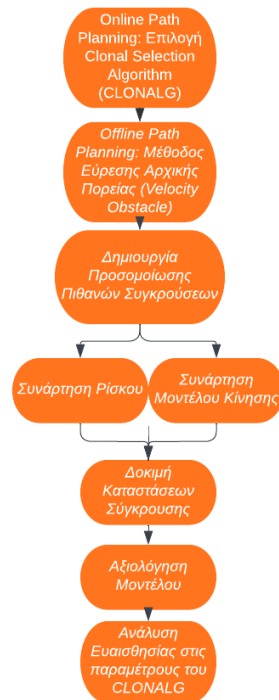 Online Path
Planning: Επιλογή
Clonal Selection
Algorithm
(CLONALG)
Offline Path
Planning: Μέθοδος
Εύρεσης Αρχικής
Πορείας (Velocity
Obstacle)
Δημιουργία
Προσομοίωσης
Πιθανών Συγκρούσεων
Συνάρτηση Ρίσκου
Συνάρτηση
Μοντέλου Κίνησης
Δοκιμή
Καταστάσεων
Σύγκρουσης
Αξιολόγηση
Μοντέλου
Ανάλυση
Ευαισθησίας στις
παραμέτρους του
CLONALG